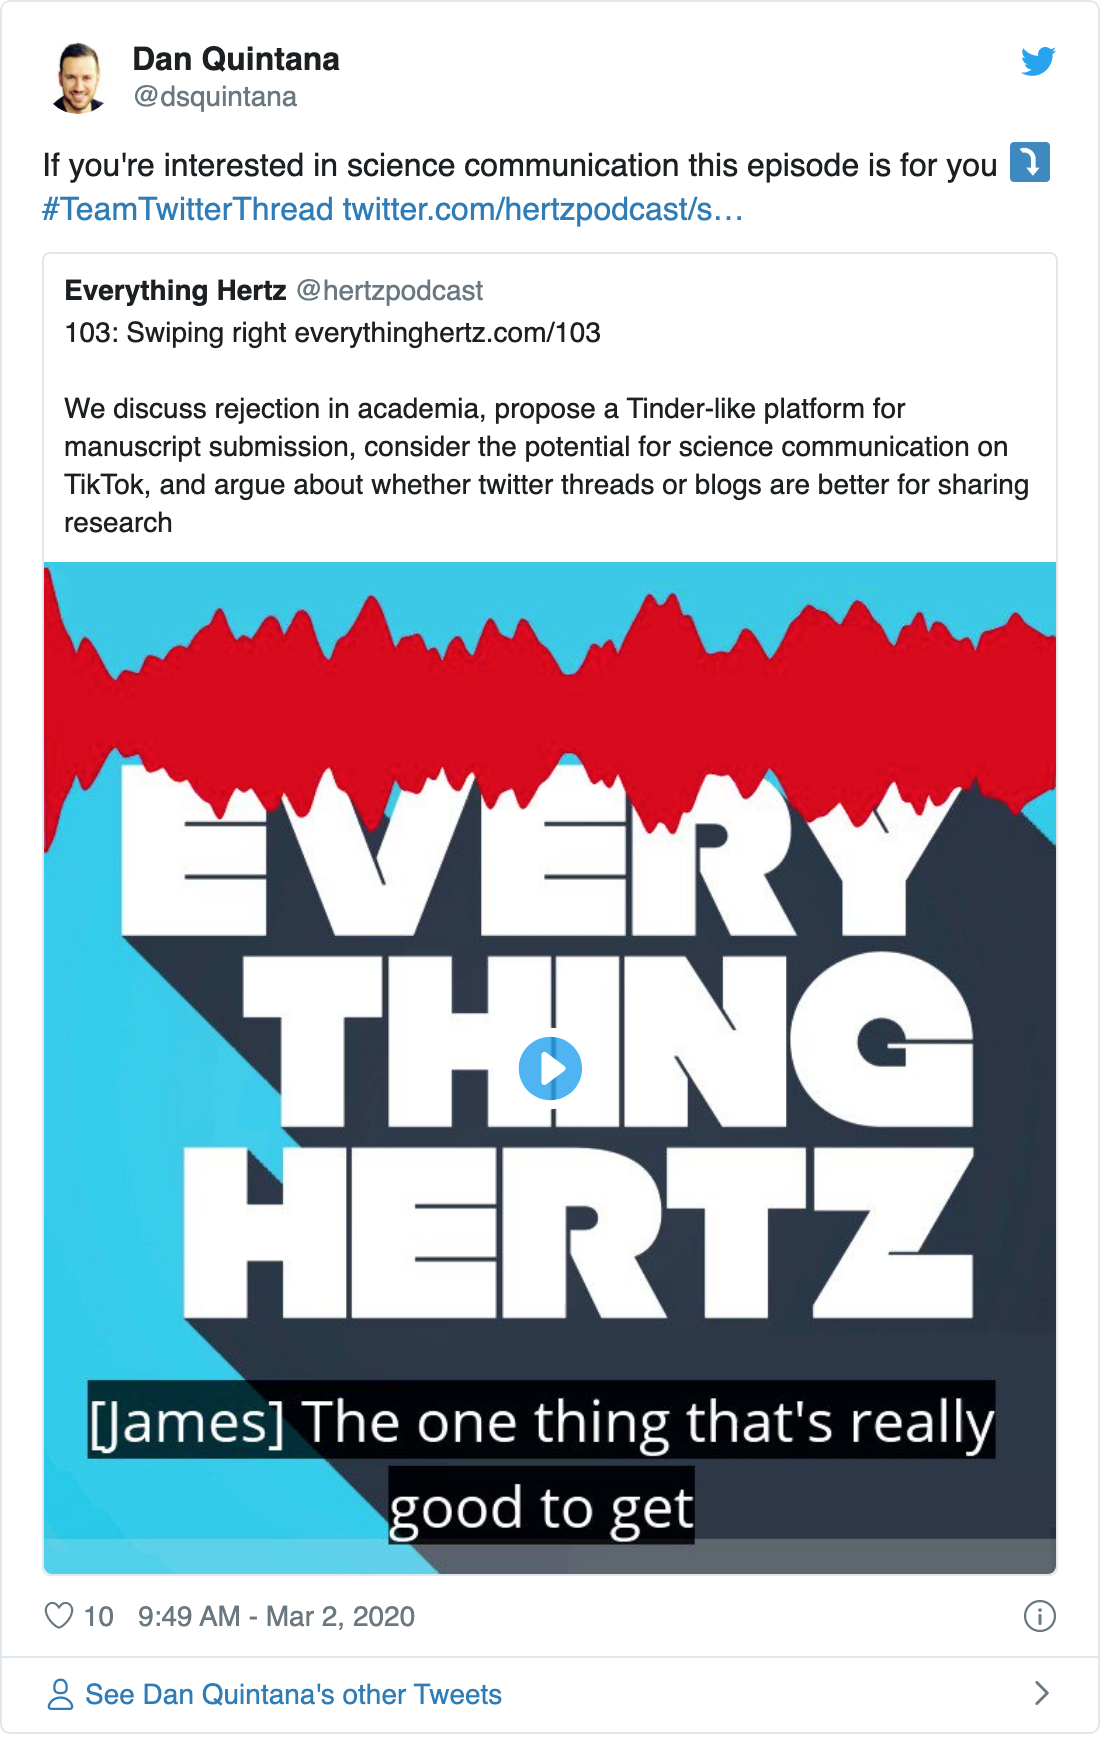 Dan Quintana
@dsquintana
If you're interested in science communication this episode is for you ⤵️
#TeamTwitterThread twitter.com/hertzpodcast/s…
Everything Hertz @hertzpodcast
103: Swiping right everythinghertz.com/103
We discuss rejection in academia, propose a Tinder-like platform for
manuscript submission, consider the potential for science communication on
TikTok, and argue about whether twitter threads or blogs are better for sharing
research
EVERY
THING
HERTZ
[James] The one thing that's really
good to get
10 9:49 AM - Mar 2, 2020
See Dan Quintana's other Tweets